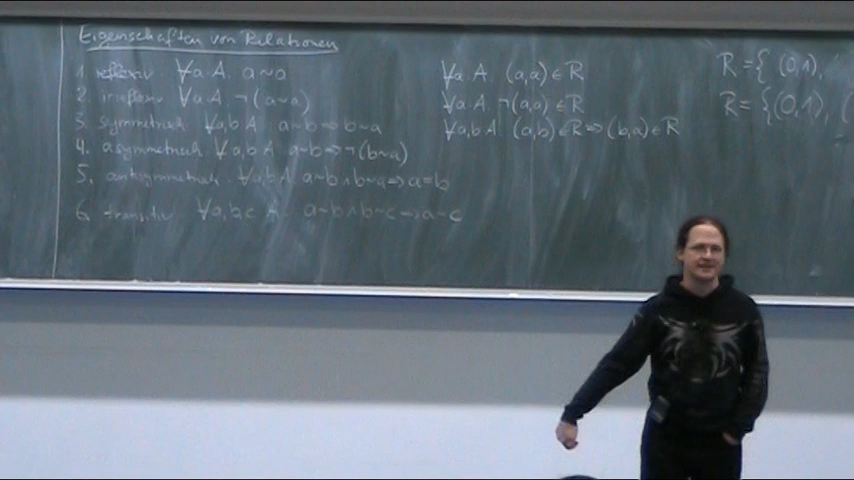 Eigenschaften von Relationen
1. reflexiv ∀a:A. a~a ∀a:A. (a,a)∈R R={ (0,1),
2. irreflexiv ∀a:A. ¬(a~a) ∀a:A. ¬(a,a)∈R R={(0,1), (
3. symmetrisch ∀a,b:A. a~b⇒b~a ∀a,b:A. (a,b)∈R⇒(b,a)∈R
4. asymmetrisch ∀a,b:A. a~b⇒¬(b~a)
5. antisymmetrisch ∀a,b:A. a~b∧b~a⇒a=b
6. transitiv ∀a,b,c:A. a~b∧b~c⇒a~c